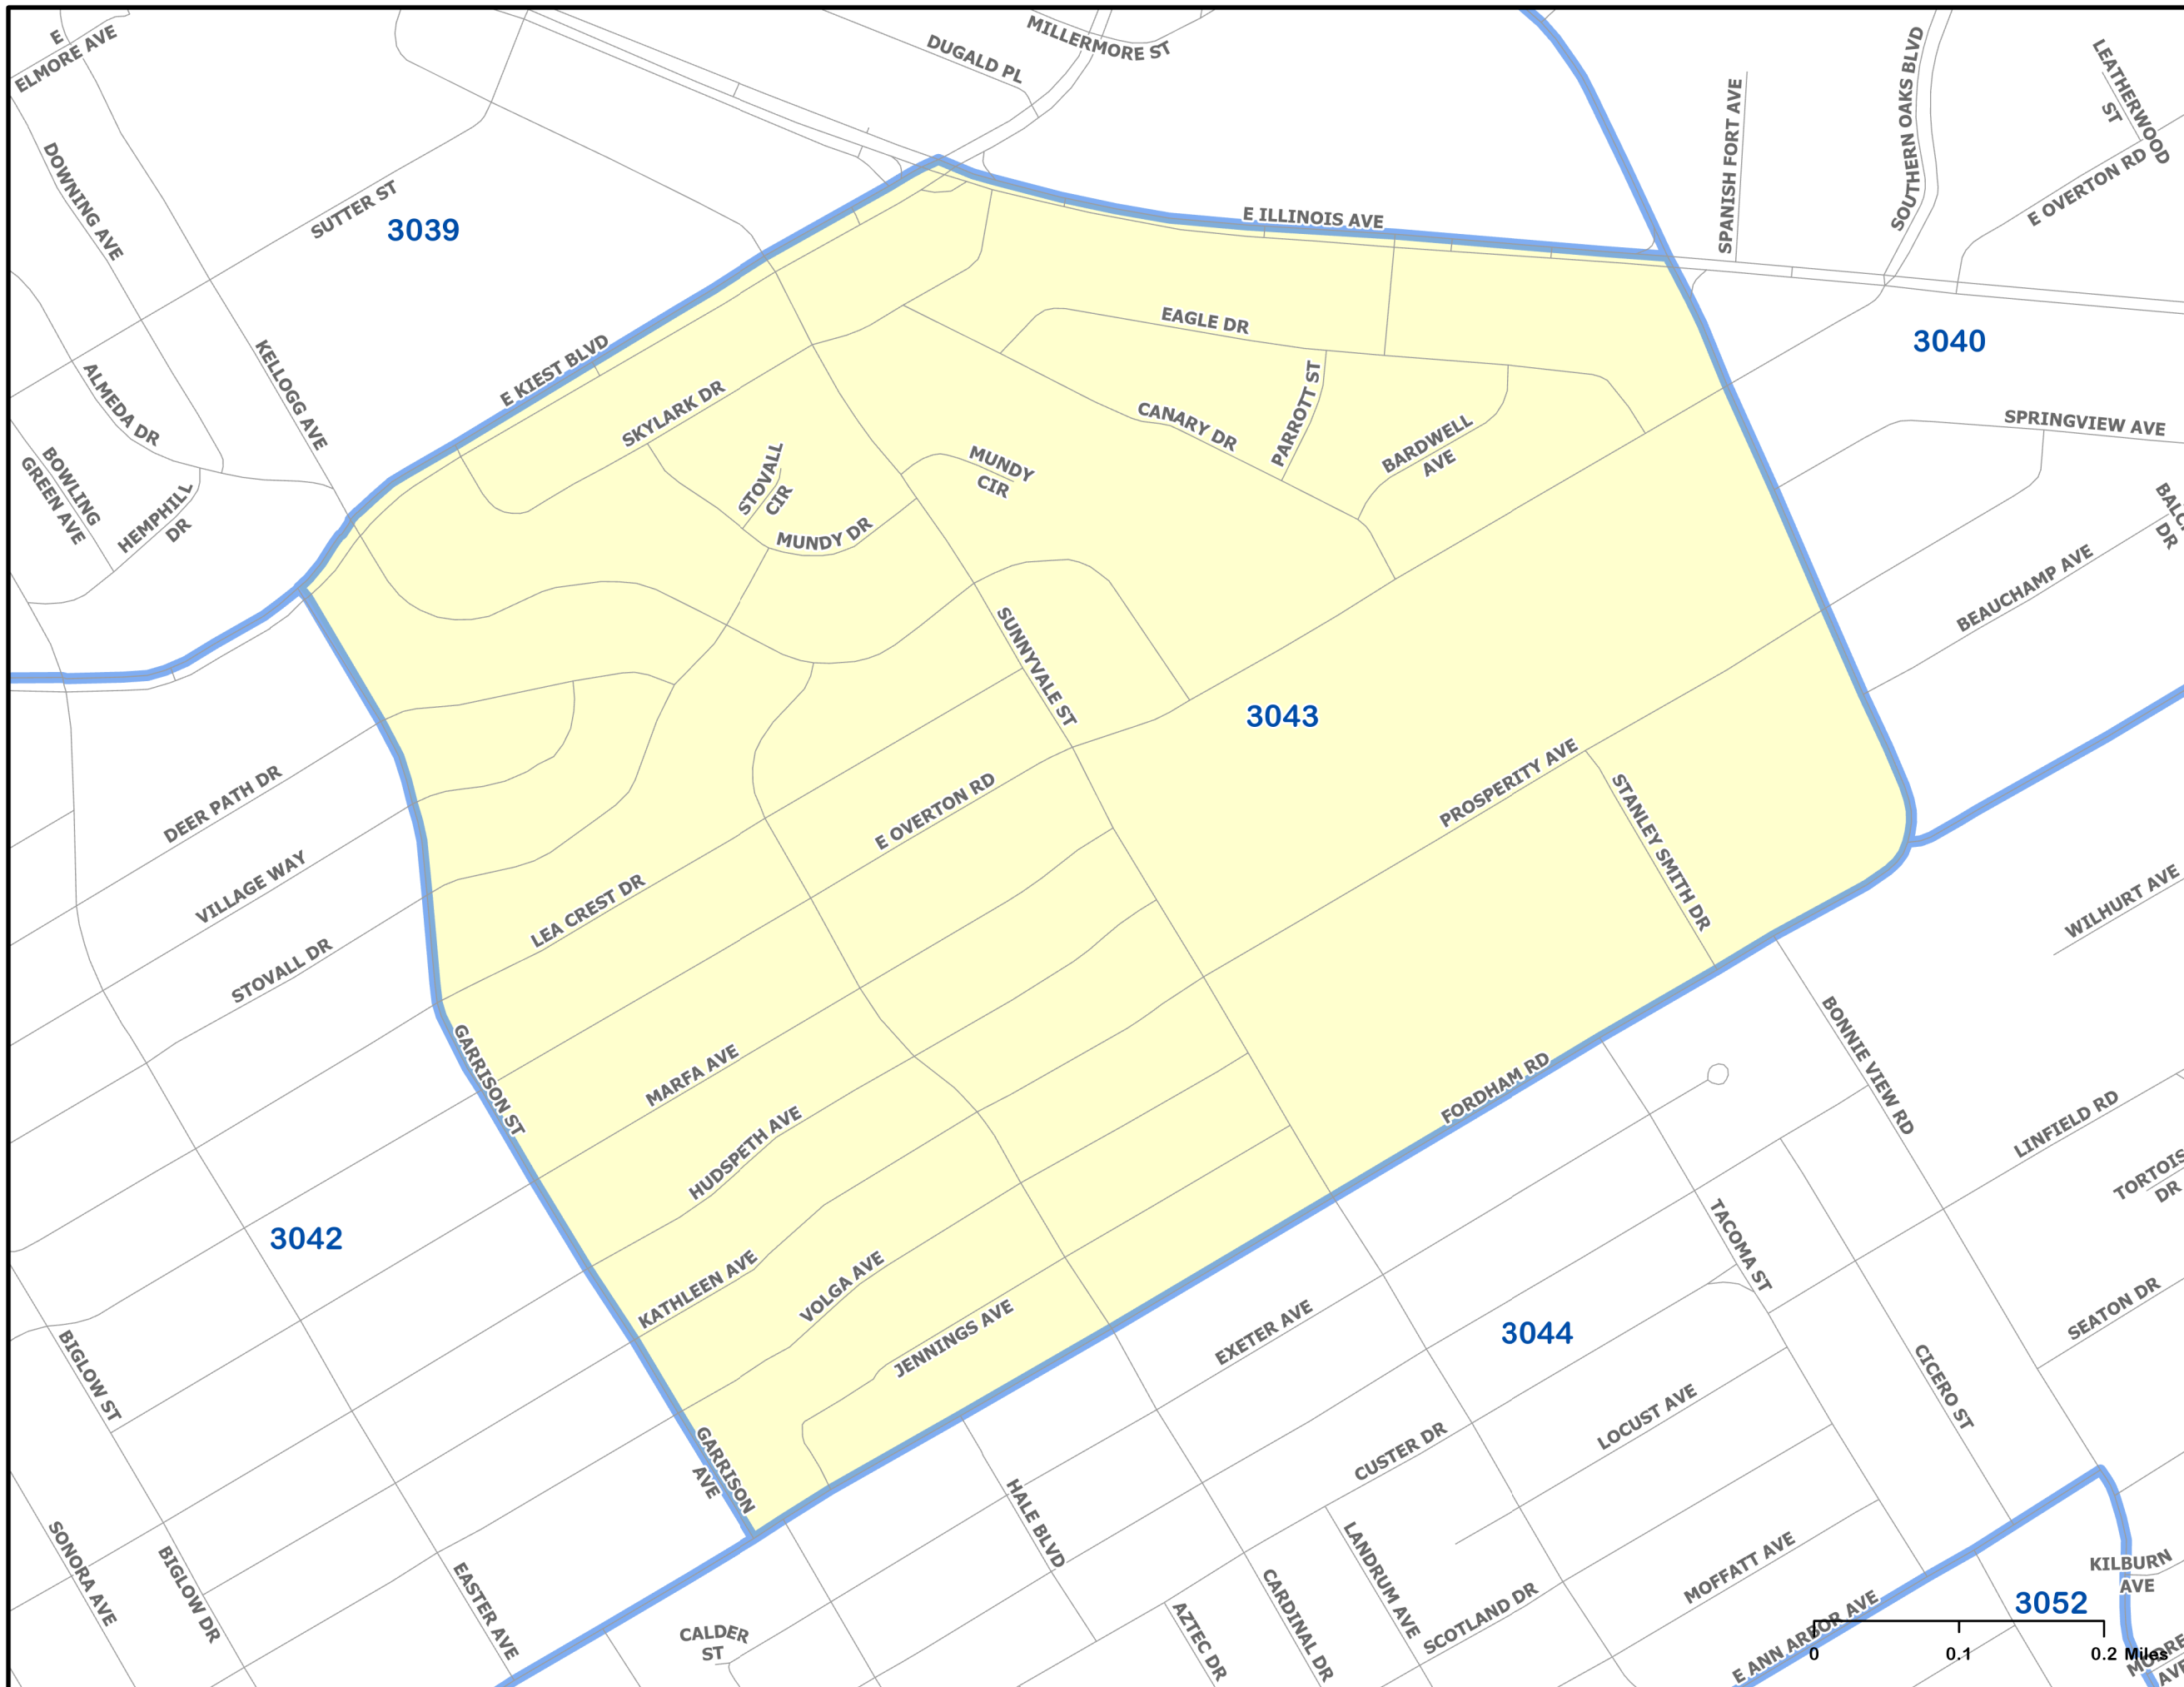 E
ELMORE AVE
DUGALD PL
MILLERMORE ST
SPANISH FORT AVE
SOUTHERN OAKS BLVD
LEATHERWOOD
ST
E OVERTON RD
DOWNING AVE
SUTTER ST
3039
E ILLINOIS AVE
EAGLE DR
3040
KELLOGG AVE
E KIEST BLVD
ALMEDA DR
SKYLARK DR
CANARY DR
PARROTT ST
BARDWELL
AVE
SPRINGVIEW AVE
BOWLING
GREEN AVE
HEMPHILL
DR
STOVALL
CIR
MUNDY
CIR
MUNDY DR
DR
BEAUCHAMP AVE
SUNNYVALE ST
3043
DEER PATH DR
VILLAGE WAY
STOVALL DR
LEA CREST DR
E OVERTON RD
PROSPERITY AVE
STANLEY SMITH DR
WILHURT AVE
GARRISON ST
MARFA AVE
HUDSPETH AVE
FORDHAM RD
BONNIE VIEW RD
LINFIELD RD
DR
3042
KATHLEEN AVE
VOLGA AVE
JENNINGS AVE
EXETER AVE
3044
TACOMA ST
SEATON DR
BIGLOW ST
CICERO ST
GARRISON
AVE
HALE BLVD
CUSTER DR
LOCUST AVE
SONORA AVE
BIGLOW DR
EASTER AVE
CALDER
ST
AZTEC DR
CARDINAL DR
LANDRUM AVE
SCOTLAND DR
MOFFATT AVE
E ANN ARBOR AVE
KILBURN
AVE
3052
0 0.1 0.2 Miles